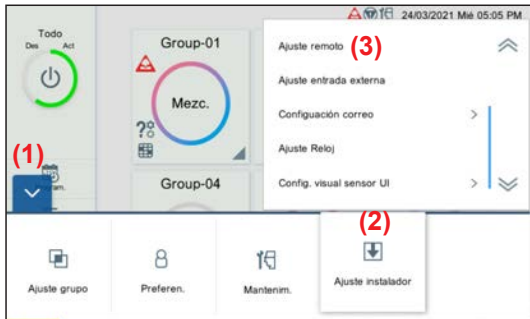 24/03/2021 Mié 05:05 PM
Todo
Des Act
Group-01
Mezc.
Ajuste remoto (3)
Ajuste entrada externa
Configuación correo >
Ajuste Reloj
Config. visual sensor UI >
(1)
Group-04
(2)
Ajuste grupo
Preferen.
Mantenim.
Ajuste instalador